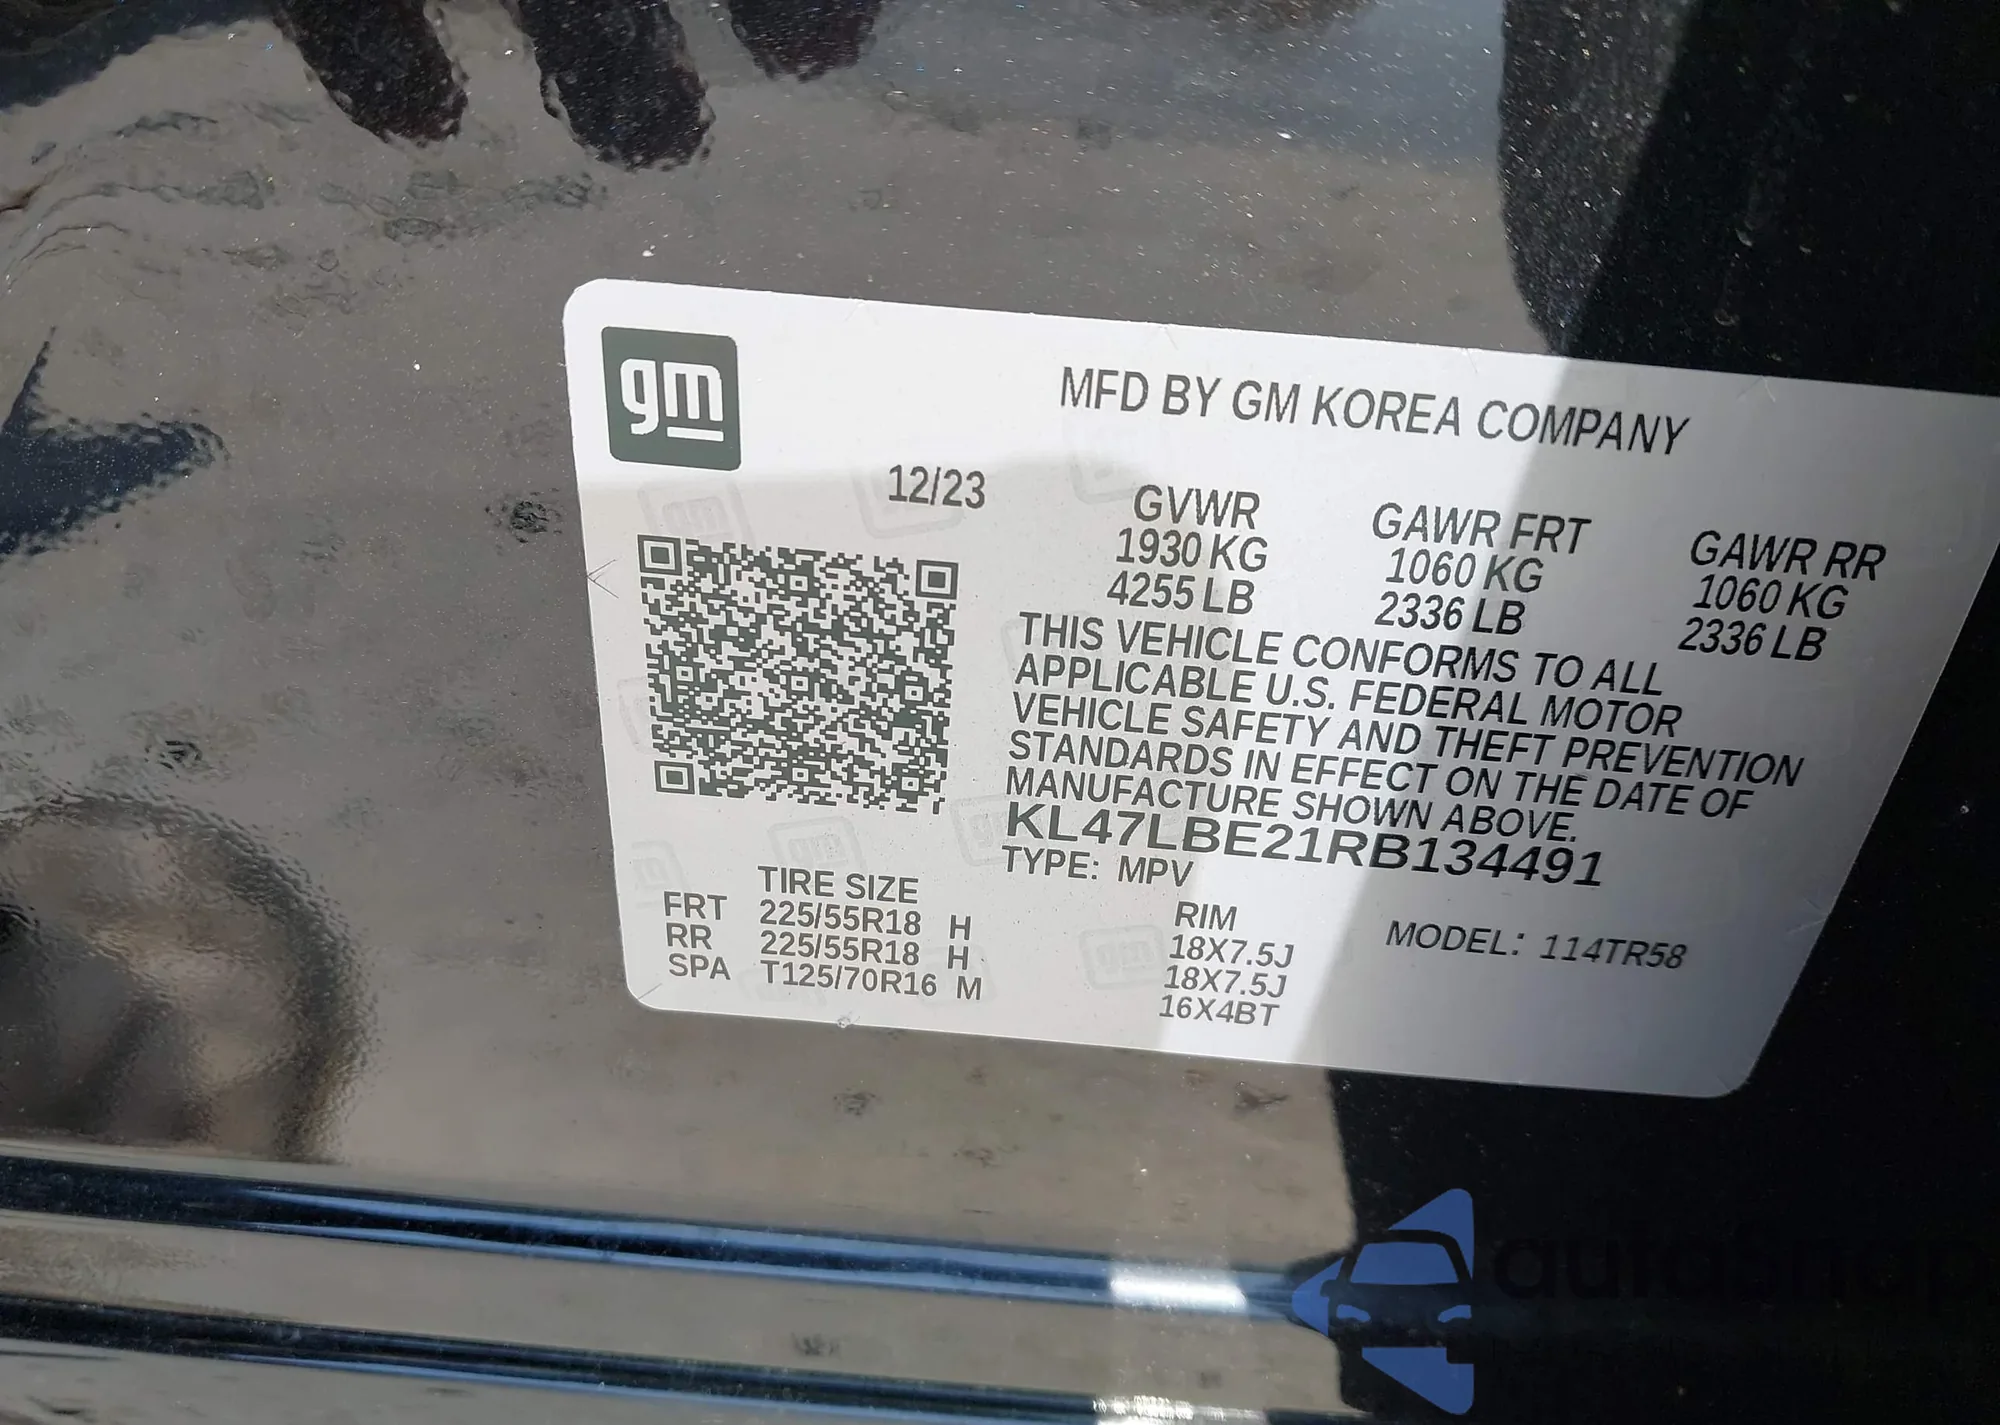 gm
MFD BY GM KOREA COMPANY
12/23
GVWR GAWR FRT GAWR RR
1930 KG 1060 KG 1060 KG
4255 LB 2336 LB 2336 LB
THIS VEHICLE CONFORMS TO ALL
APPLICABLE U.S. FEDERAL MOTOR
VEHICLE SAFETY AND THEFT PREVENTION
STANDARDS IN EFFECT ON THE DATE OF
MANUFACTURE SHOWN ABOVE.
KL47LBE21RB134491
TYPE: MPV
TIRE SIZE RIM MODEL: 114TR58
FRT 225/55R18 H 18X7.5J
RR 225/55R18 H 18X7.5J
SPA T125/70R16 M 16X4BT